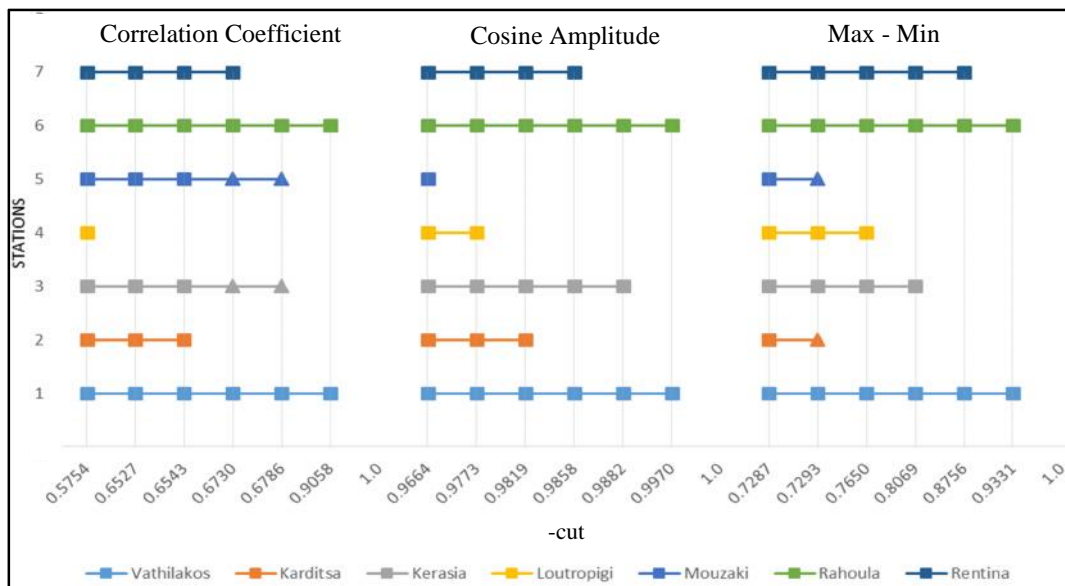 Correlation Coefficient Cosine Amplitude Max - Min
7
6
5
4
3
2
1
STATIONS
0.5754 0.6527 0.6543 0.6730 0.6786 0.9058 1.0 0.9664 0.9773 0.9819 0.9858 0.9882 0.9970 1.0 0.7287 0.7293 0.7650 0.8069 0.8756 0.9331 1.0
-cut
Vathilakos Karditsa Kerasia Loutropigi Mouzaki Rahoula Rentina